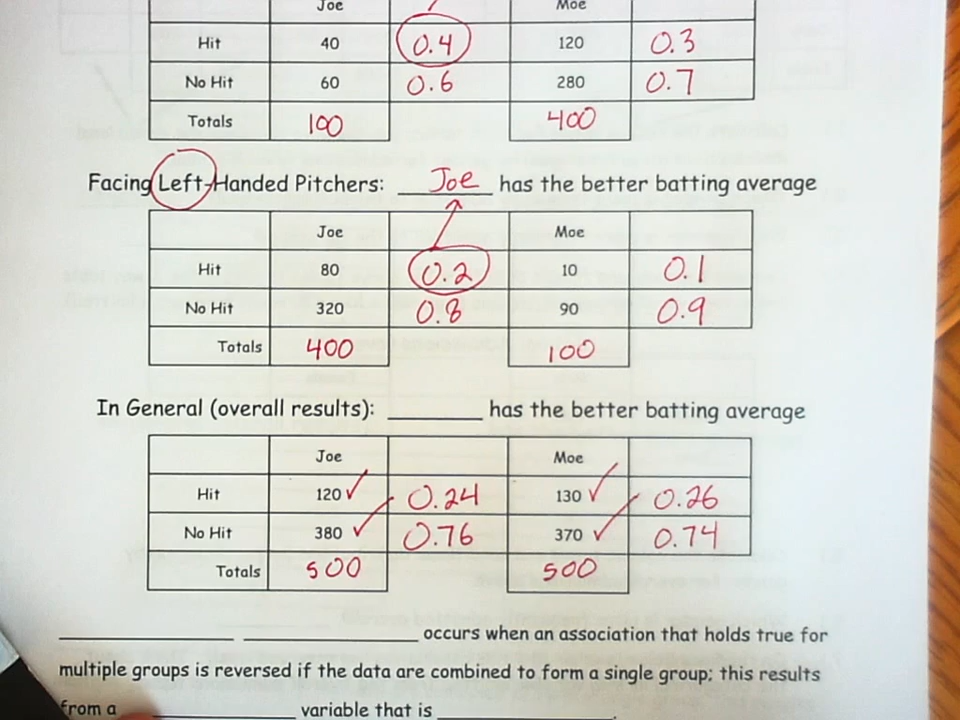 Joe Moe
Hit 40 0.4 120 0.3
No Hit 60 0.6 280 0.7
Totals 100 400
Facing Left-Handed Pitchers: Joe has the better batting average
Joe Moe
Hit 80 0.2 10 0.1
No Hit 320 0.8 90 0.9
Totals 400 100
In General (overall results): ________ has the better batting average
Joe Moe
Hit 120 0.24 130 0.26
No Hit 380 0.76 370 0.74
Totals 500 500
________________ ________________ occurs when an association that holds true for
multiple groups is reversed if the data are combined to form a single group; this results
from a ________________ variable that is ________________.